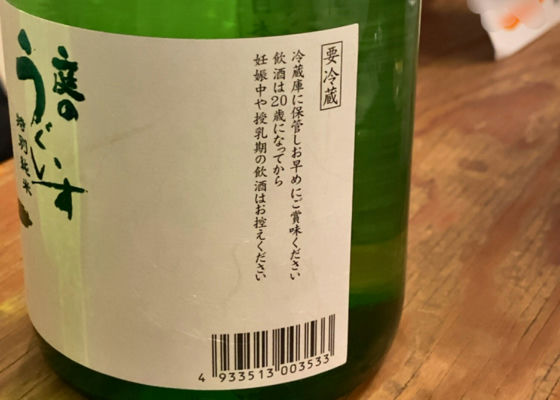 要冷蔵
冷蔵庫に保管しお早めにご賞味ください
飲酒は20歳になってから
妊娠中や授乳期の飲酒はお控えください
庭の
うぐいす
特別純米
4 933513 003533